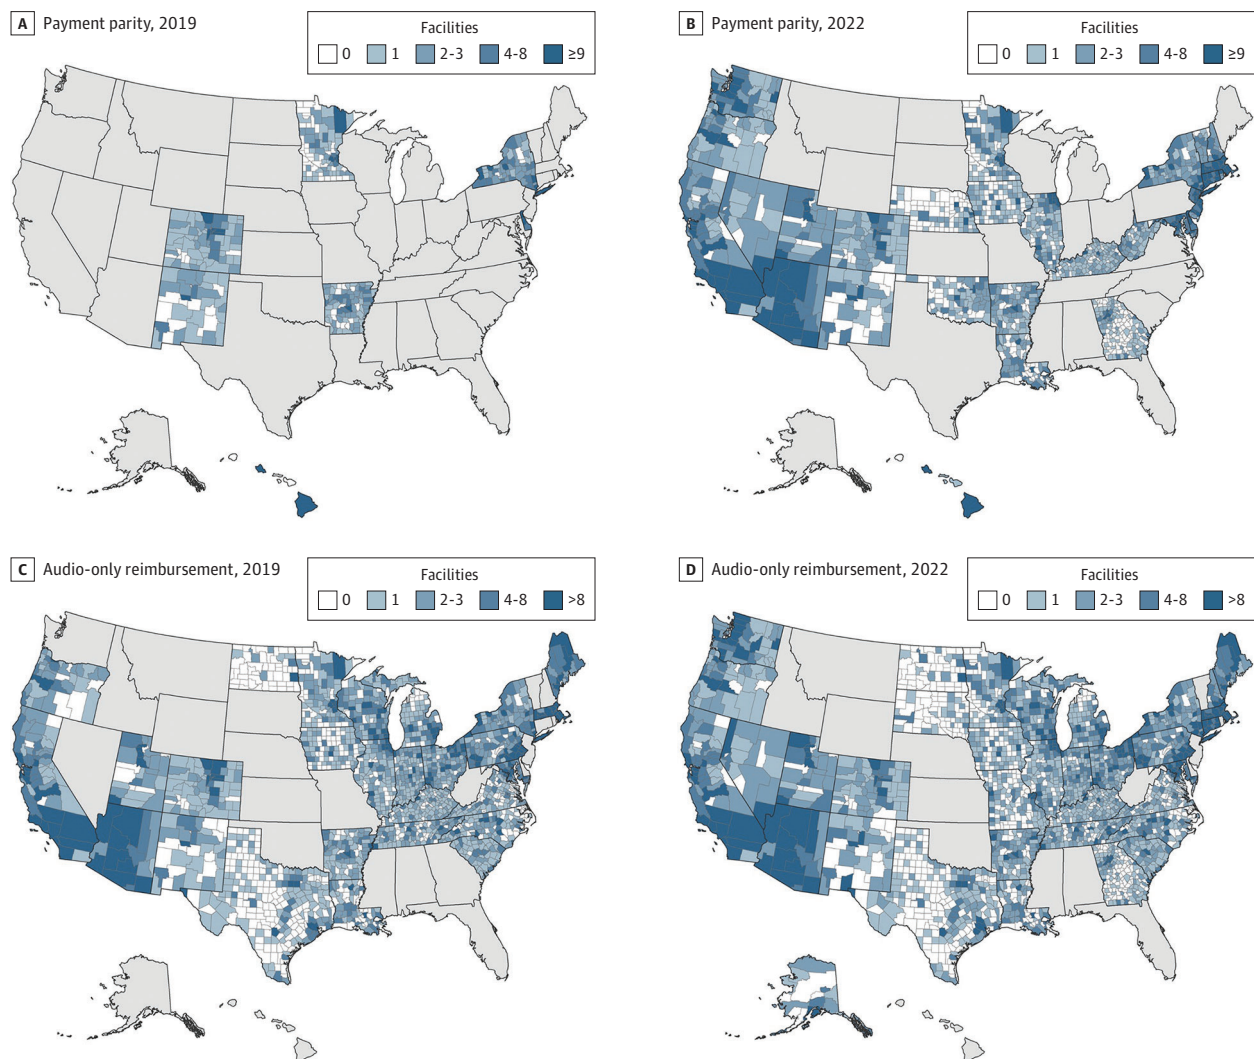 A Payment parity, 2019
Facilities
0 1 2-3 4-8 ≥9
B Payment parity, 2022
Facilities
0 1 2-3 4-8 ≥9
C Audio-only reimbursement, 2019
Facilities
0 1 2-3 4-8 >8
D Audio-only reimbursement, 2022
Facilities
0 1 2-3 4-8 >8